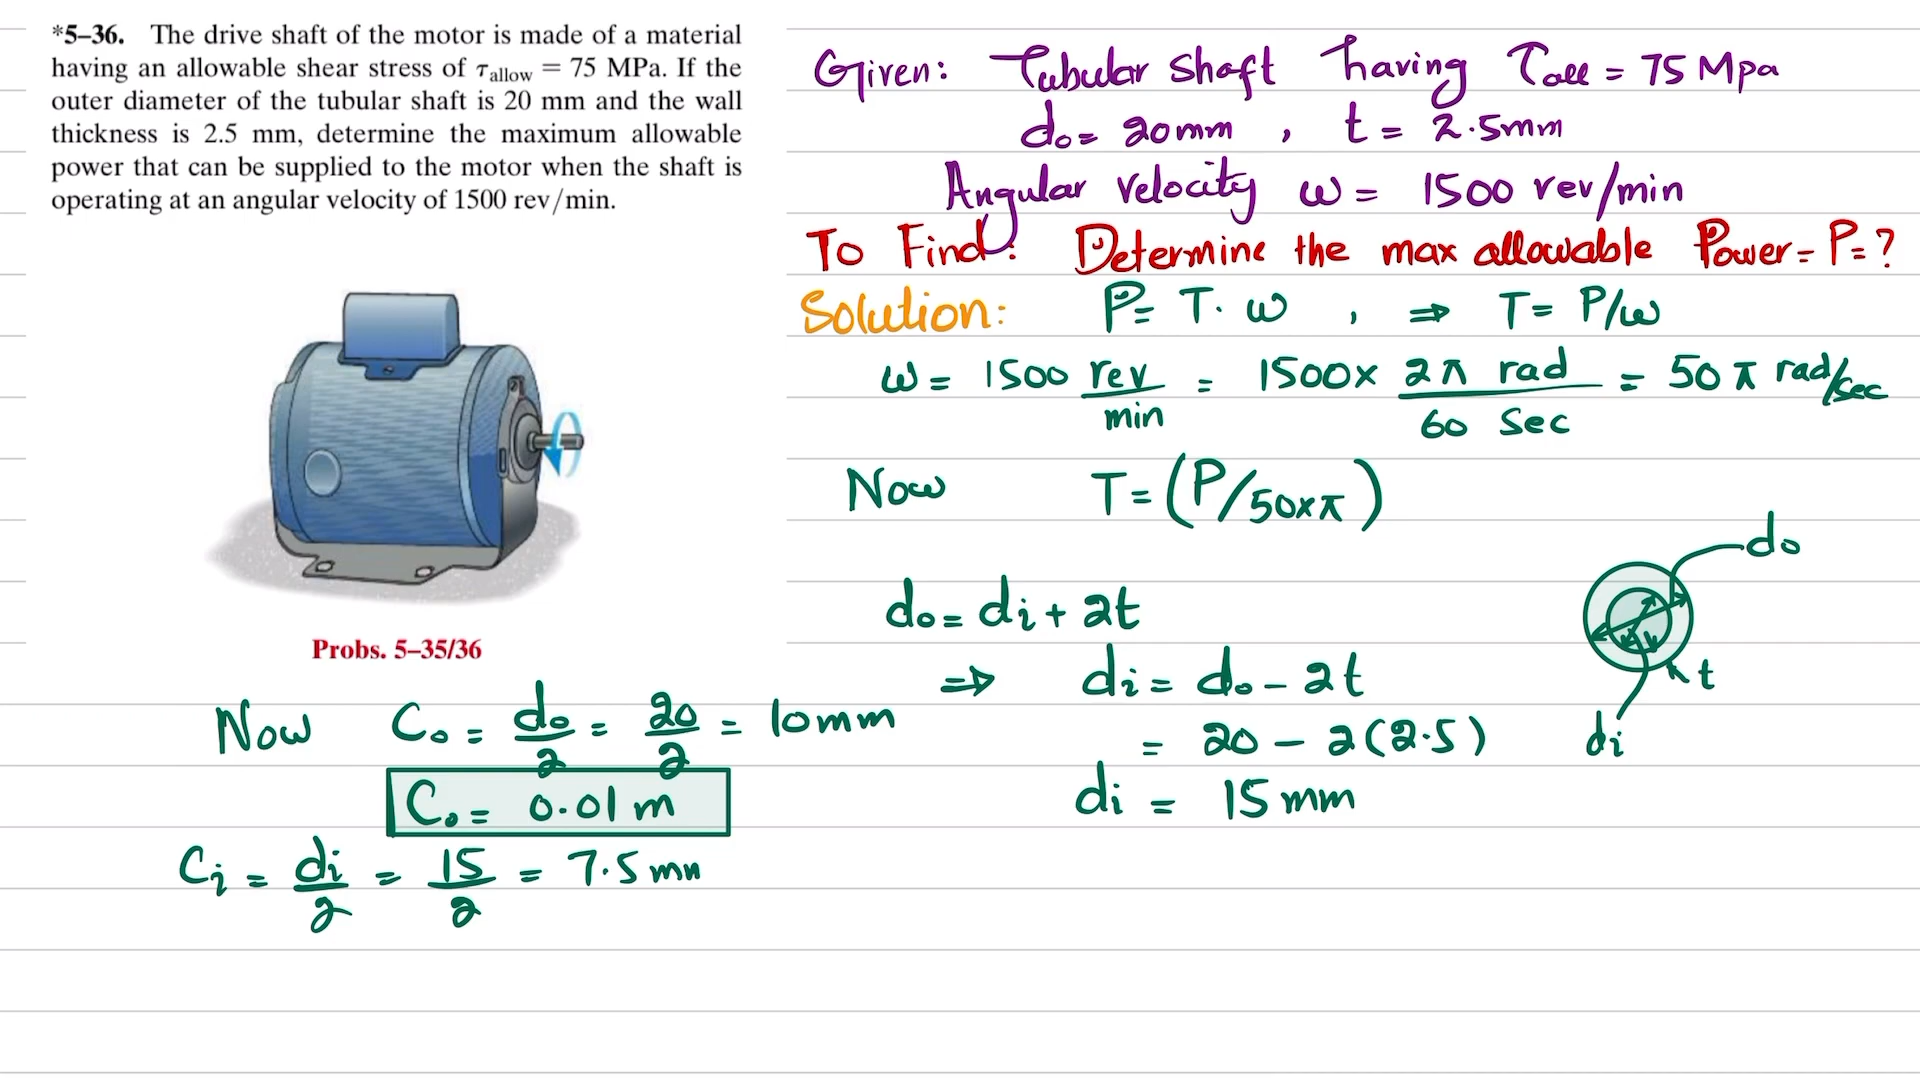 *5–36. The drive shaft of the motor is made of a material
having an allowable shear stress of τallow = 75 MPa. If the
outer diameter of the tubular shaft is 20 mm and the wall
thickness is 2.5 mm, determine the maximum allowable
power that can be supplied to the motor when the shaft is
operating at an angular velocity of 1500 rev/min.
Probs. 5–35/36
Given: Tubular shaft having τall = 75 Mpa
do = 20mm , t = 2.5mm
Angular velocity ω = 1500 rev/min
To Find: Determine the max allowable Power = P = ?
Solution: P = T. ω , ⇒ T = P/ω
ω = 1500 rev/min = 1500 x 2π rad/60 Sec = 50 π rad/sec
Now T = (P/50xπ)
do = di + 2t
⇒ di = do - 2t
= 20 - 2(2.5)
di = 15mm
do
t
di
Now Co = do/2 = 20/2 = 10mm
Co = 0.01 m
Ci = di/2 = 15/2 = 7.5 mm